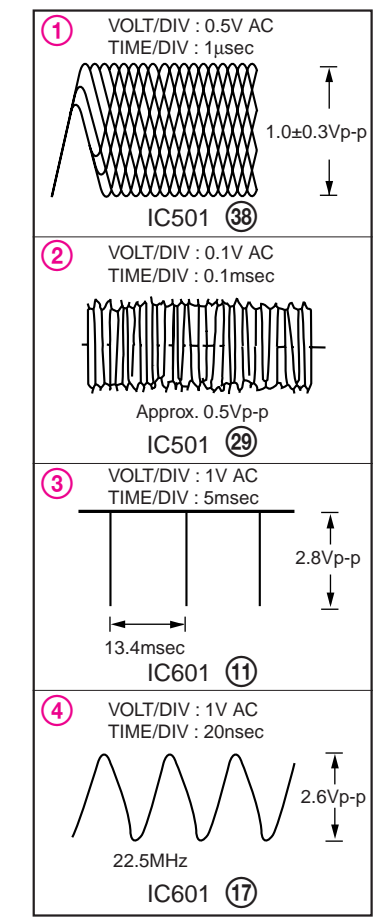 ① VOLT/DIV : 0.5V AC
TIME/DIV : 1μsec
1.0±0.3Vp-p
IC501 ㊳
② VOLT/DIV : 0.1V AC
TIME/DIV : 0.1msec
Approx. 0.5Vp-p
IC501 ㉙
③ VOLT/DIV : 1V AC
TIME/DIV : 5msec
2.8Vp-p
13.4msec
IC601 ⑪
④ VOLT/DIV : 1V AC
TIME/DIV : 20nsec
2.6Vp-p
22.5MHz
IC601 ⑰